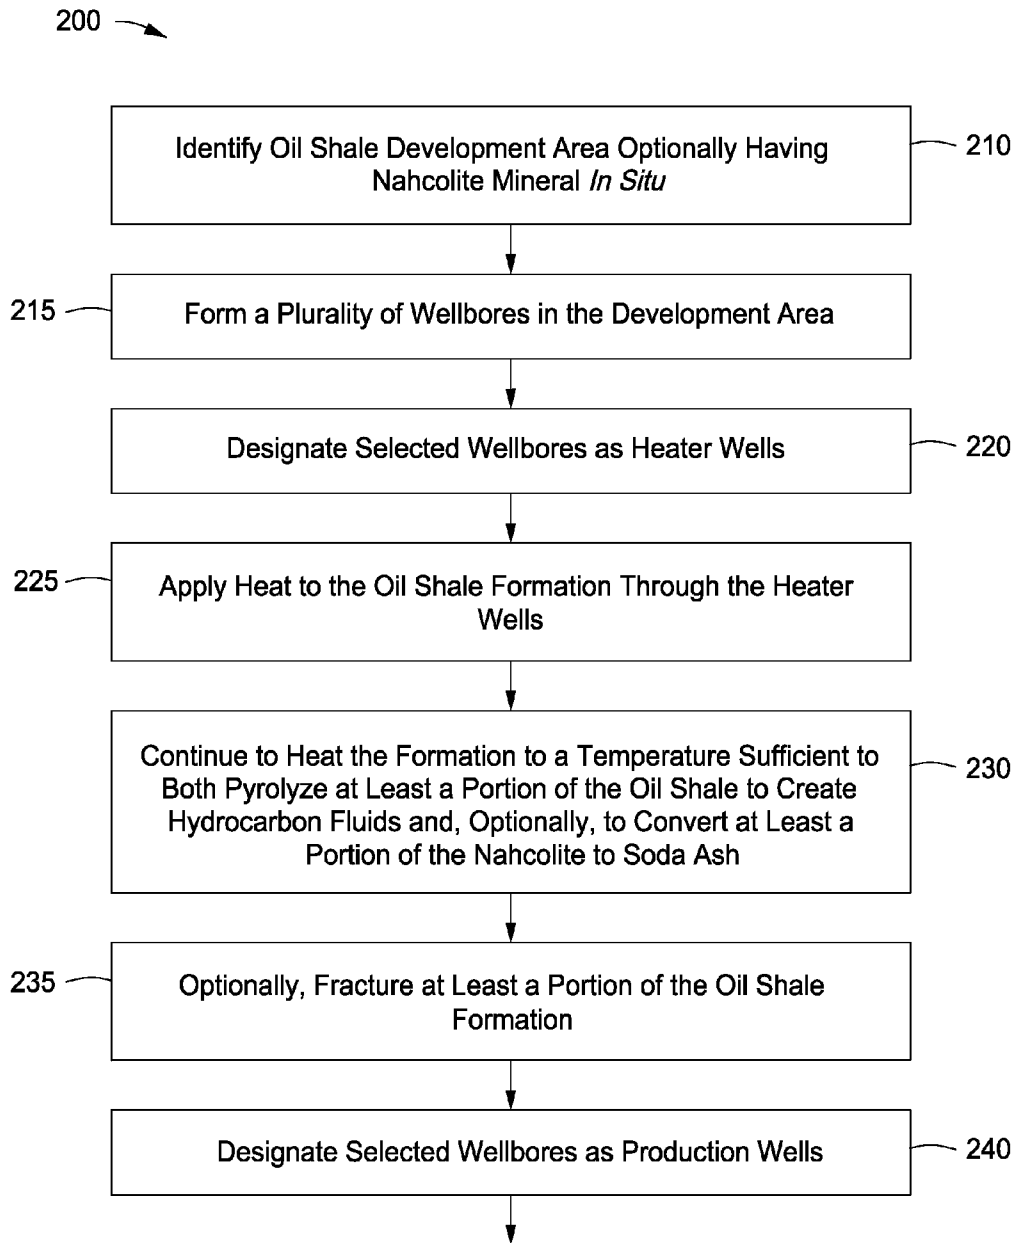 200
Identify Oil Shale Development Area Optionally Having
Nahcolite Mineral In Situ
210
215
Form a Plurality of Wellbores in the Development Area
Designate Selected Wellbores as Heater Wells
220
225
Apply Heat to the Oil Shale Formation Through the Heater
Wells
Continue to Heat the Formation to a Temperature Sufficient to
Both Pyrolyze at Least a Portion of the Oil Shale to Create
Hydrocarbon Fluids and, Optionally, to Convert at Least a
Portion of the Nahcolite to Soda Ash
230
235
Optionally, Fracture at Least a Portion of the Oil Shale
Formation
Designate Selected Wellbores as Production Wells
240